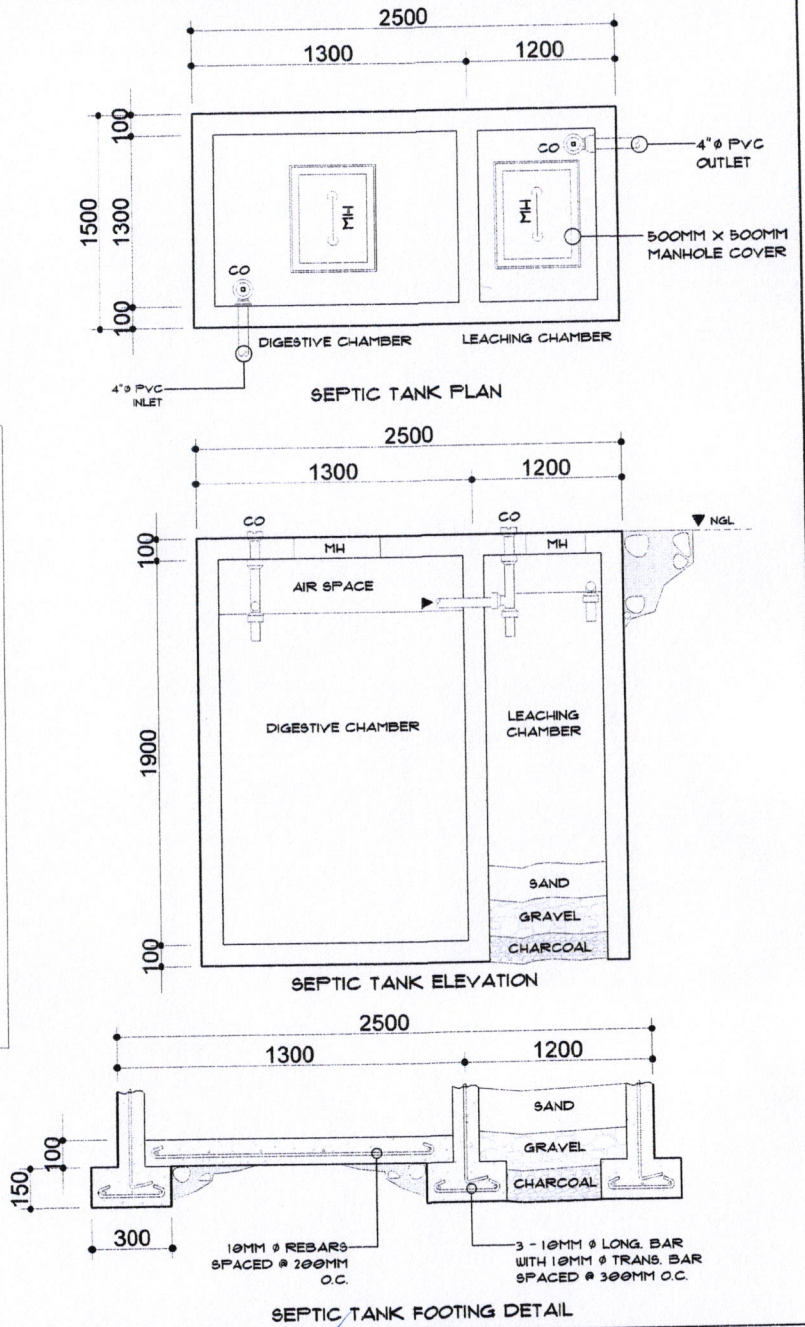 2500
1300 1200
100
1300
1500
100
CO
4"Ø PVC
OUTLET
MH
MH
500MM X 500MM
MANHOLE COVER
CO
DIGESTIVE CHAMBER LEACHING CHAMBER
4"Ø PVC
INLET
SEPTIC TANK PLAN
2500
1300 1200
CO CO
NGL
100
MH MH
AIR SPACE
DIGESTIVE CHAMBER
LEACHING
CHAMBER
1900
SAND
GRAVEL
CHARCOAL
100
SEPTIC TANK ELEVATION
2500
1300 1200
SAND
GRAVEL
CHARCOAL
100
150
300
10MM Ø REBARS
SPACED @ 200MM
O.C.
3 - 10MM Ø LONG. BAR
WITH 10MM Ø TRANS. BAR
SPACED @ 300MM O.C.
SEPTIC TANK FOOTING DETAIL